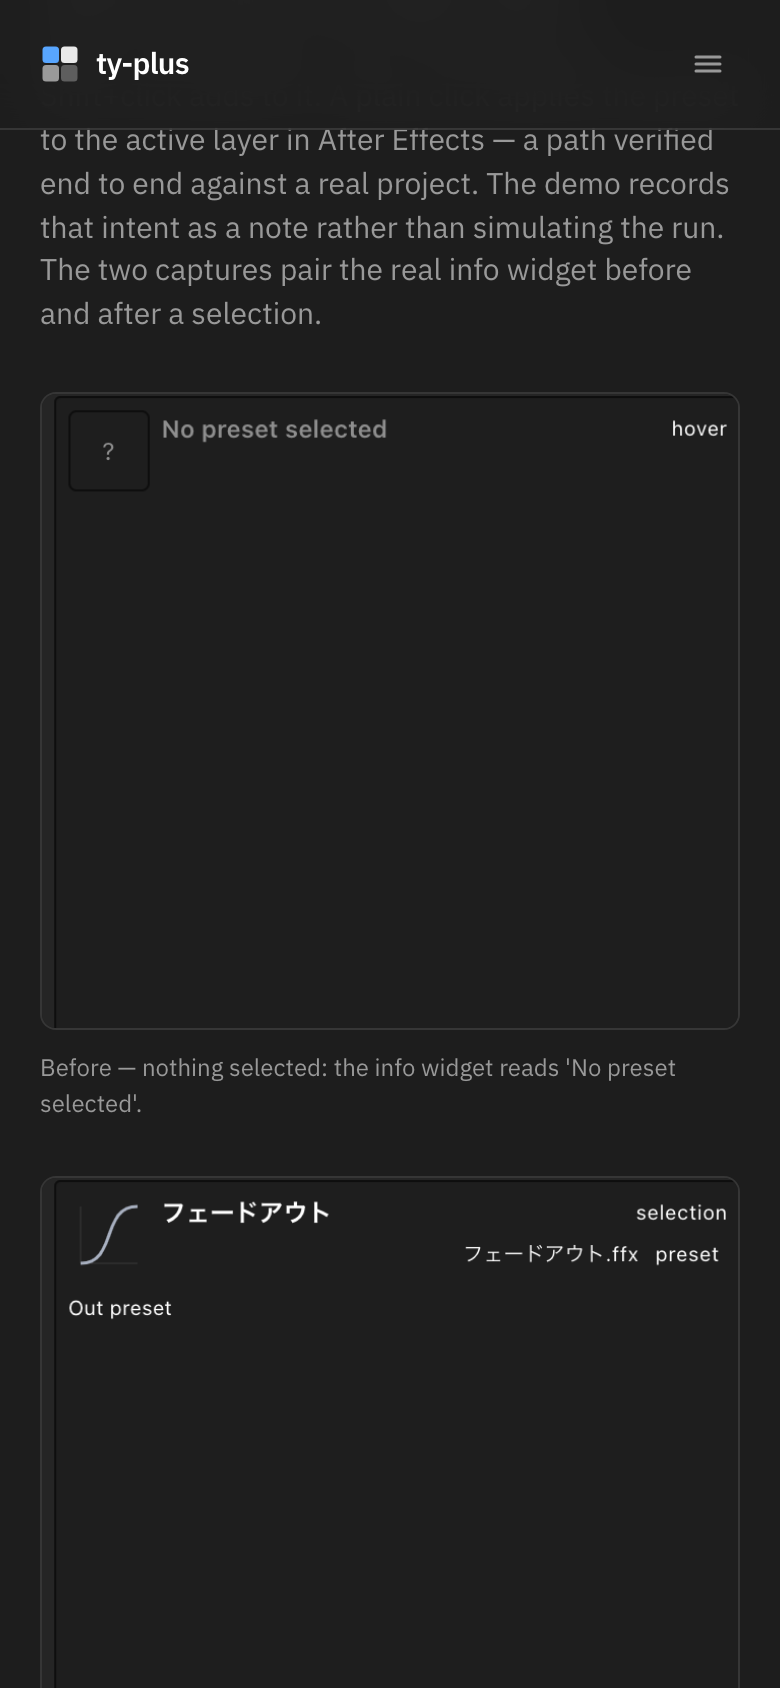 ty-plus
to the active layer in After Effects — a path verified
end to end against a real project. The demo records
that intent as a note rather than simulating the run.
The two captures pair the real info widget before
and after a selection.
?
No preset selected
hover
Before — nothing selected: the info widget reads 'No preset
selected'.
フェードアウト
selection
フェードアウト.ffx preset
Out preset